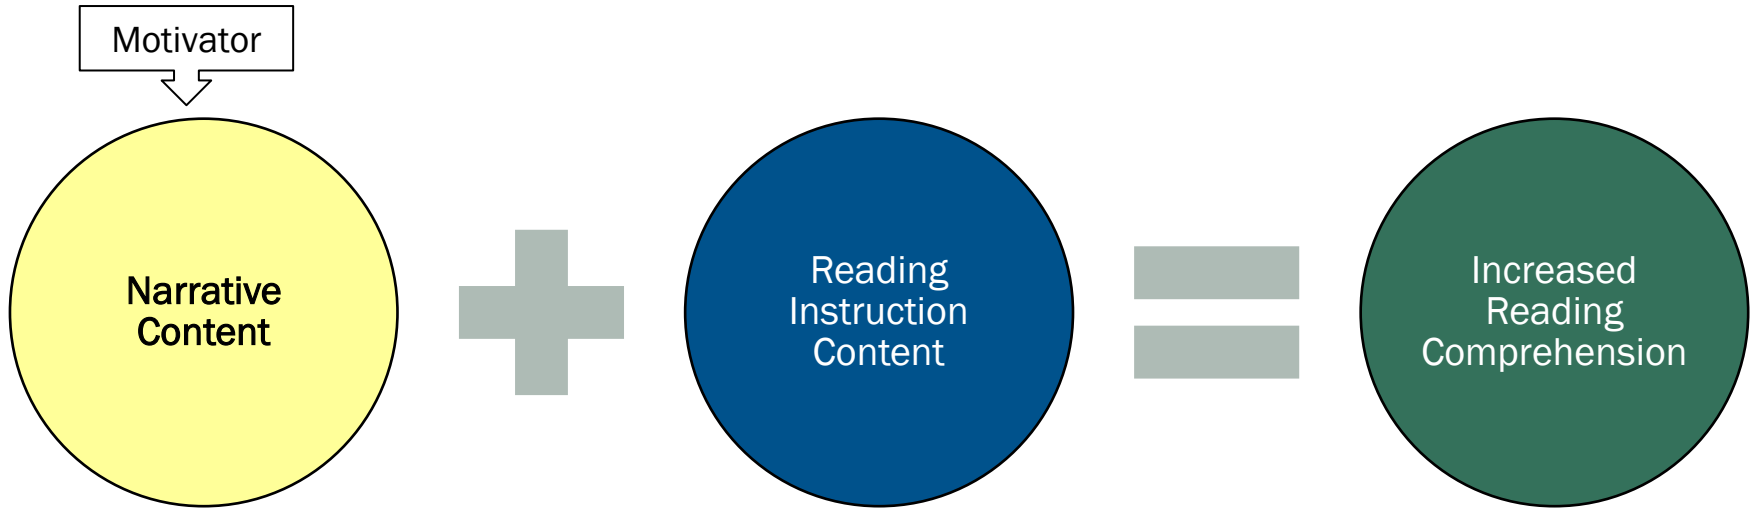 Motivator
Narrative
Content
Reading
Instruction
Content
Increased
Reading
Comprehension